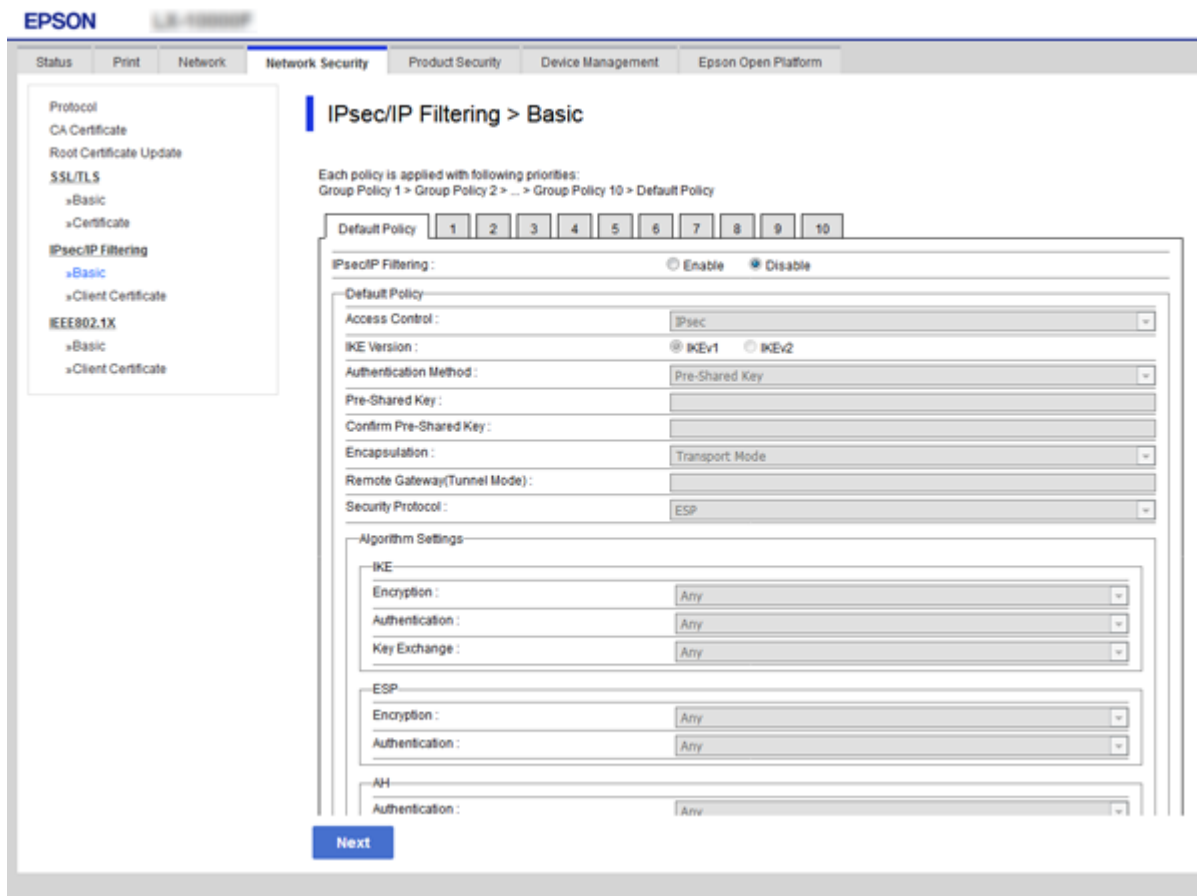 EPSON
Status Print Network Network Security Product Security Device Management Epson Open Platform
Protocol
CA Certificate
Root Certificate Update
SSL/TLS
»Basic
»Certificate
IPsec/IP Filtering
»Basic
»Client Certificate
IEEE802.1X
»Basic
»Client Certificate
IPsec/IP Filtering > Basic
Each policy is applied with following priorities:
Group Policy 1 > Group Policy 2 > ... > Group Policy 10 > Default Policy
Default Policy 1 2 3 4 5 6 7 8 9 10
IPsec/IP Filtering : Enable Disable
Default Policy
Access Control : IPsec
IKE Version : IKEv1 IKEv2
Authentication Method : Pre-Shared Key
Pre-Shared Key :
Confirm Pre-Shared Key :
Encapsulation : Transport Mode
Remote Gateway(Tunnel Mode) :
Security Protocol : ESP
Algorithm Settings
IKE
Encryption : Any
Authentication : Any
Key Exchange : Any
ESP
Encryption : Any
Authentication : Any
AH
Authentication : Any
Next